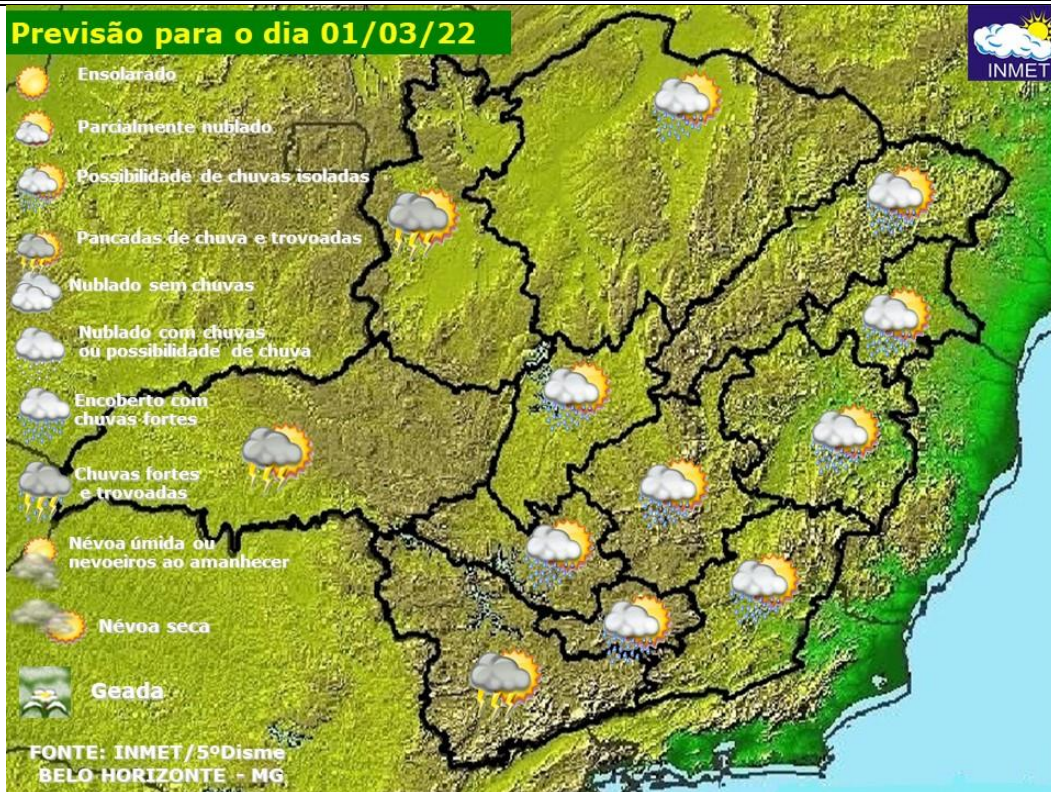 Previsão para o dia 01/03/22
INMET
Ensolarado
Parcialmente nublado
Possibilidade de chuvas isoladas
Pancadas de chuva e trovoadas
Nublado sem chuvas
Nublado com chuvas
ou possibilidade de chuva
Encoberto com
chuvas fortes
Chuvas fortes
e trovoadas
Névoa úmida ou
nevoeiros ao amanhecer
Névoa seca
Geada
FONTE: INMET/5ºDisme
BELO HORIZONTE - MG